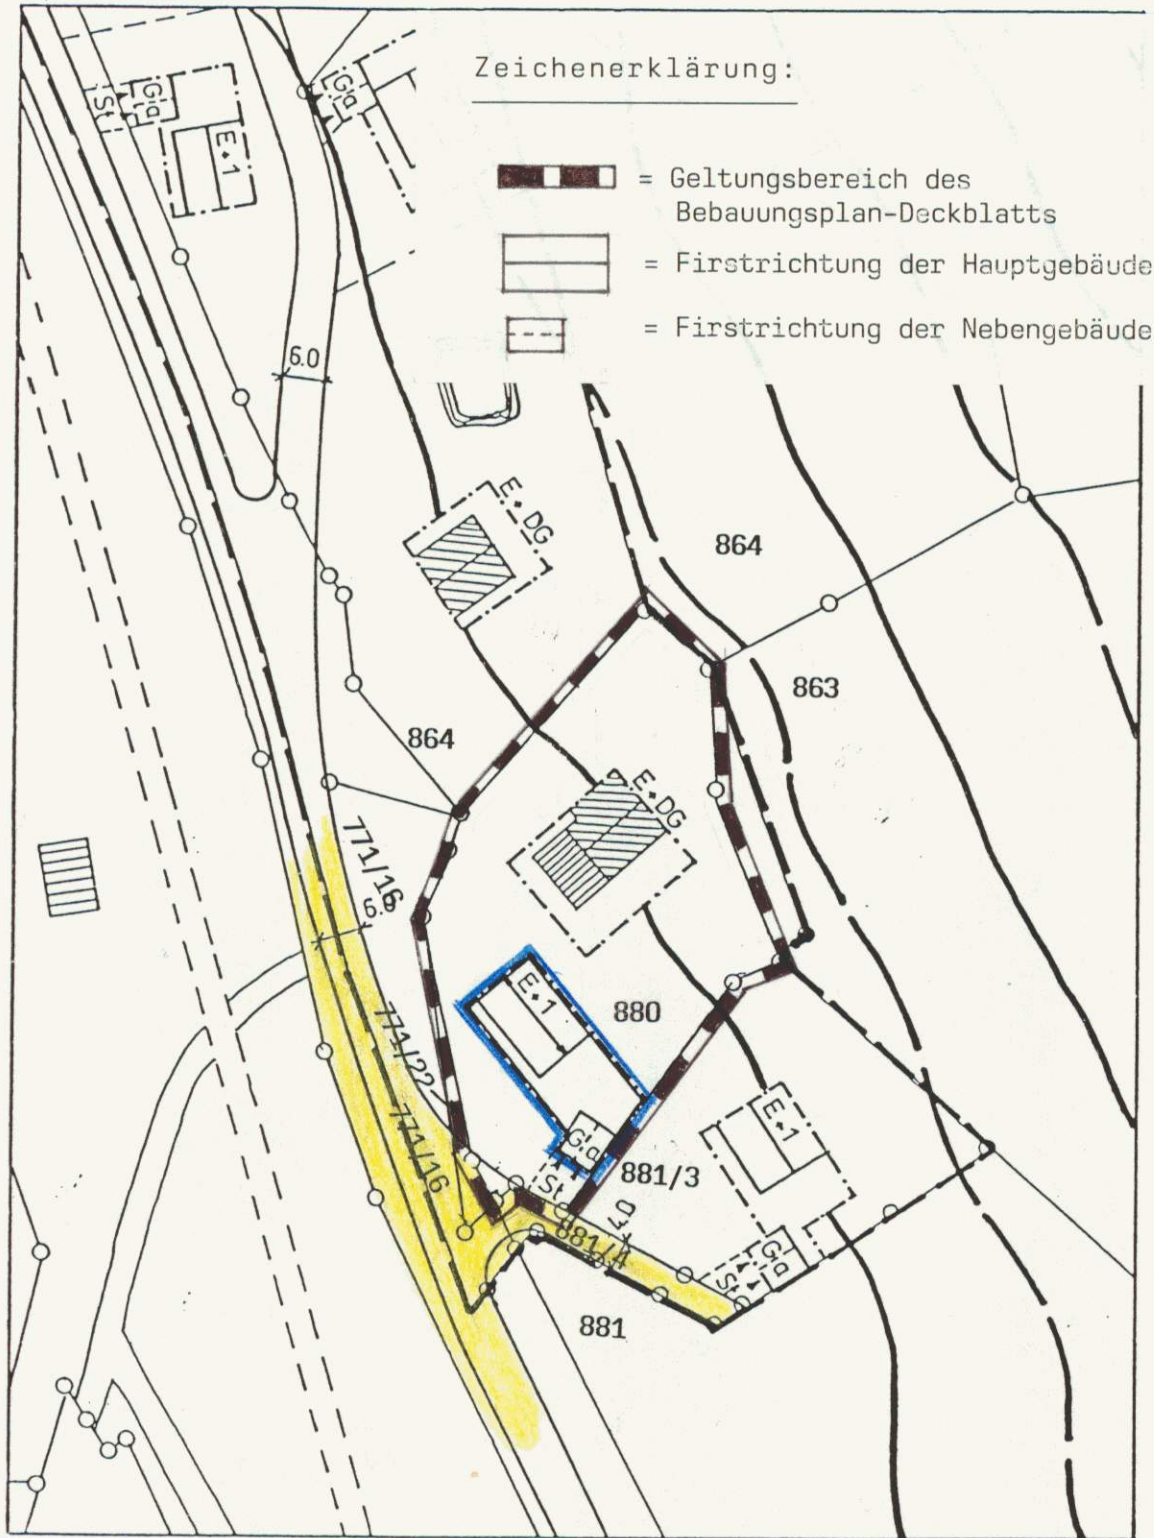 Zeichenerklärung:
= Geltungsbereich des
Bebauungsplan-Deckblatts
= Firstrichtung der Hauptgebäude
= Firstrichtung der Nebengebäude
St
Ga
E+1
Ga
6.0
E+DG
864
863
864
E+DG
771/16
6.0
E+1
880
771/22
771/16
Ga
St
881/3
E+1
4.0
881/4
Ga
St
881